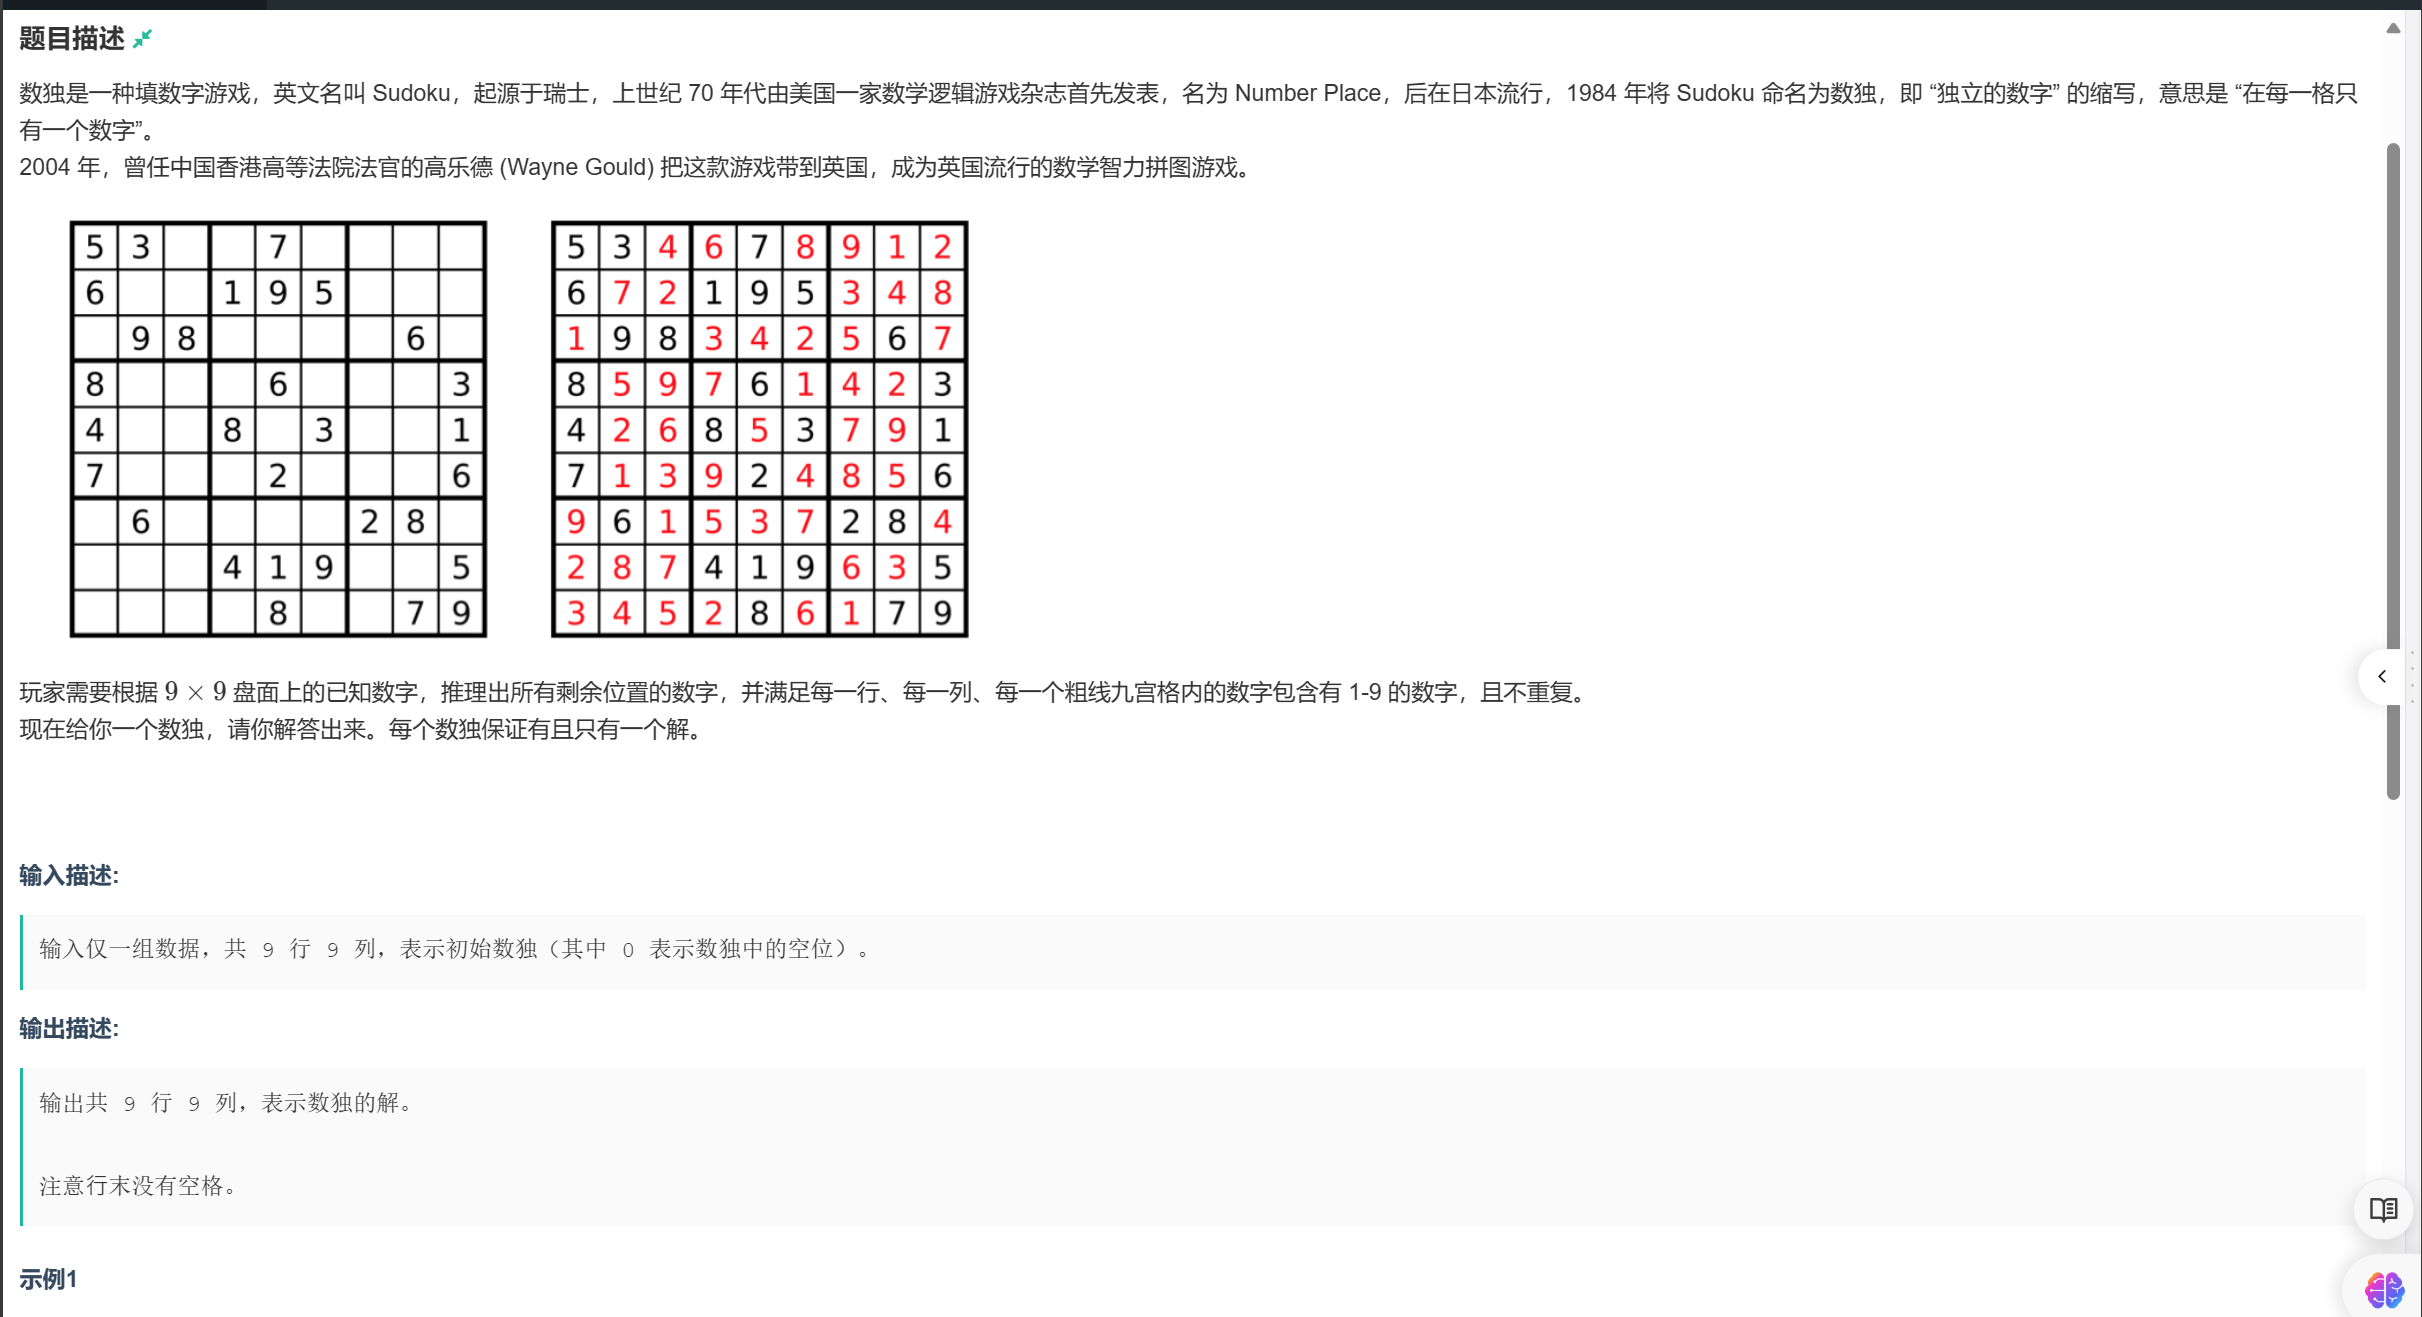 题目描述
数独是一种填数字游戏，英文名叫 Sudoku，起源于瑞士，上世纪 70 年代由美国一家数学逻辑游戏杂志首先发表，名为 Number Place，后在日本流行，1984 年将 Sudoku 命名为数独，即 “独立的数字” 的缩写，意思是 “在每一格只
有一个数字”。
2004 年，曾任中国香港高等法院法官的高乐德 (Wayne Gould) 把这款游戏带到英国，成为英国流行的数学智力拼图游戏。
5 3 7
6 1 9 5
9 8 6
8 6 3
4 8 3 1
7 2 6
6 2 8
4 1 9 5
8 7 9
5 3 4 6 7 8 9 1 2
6 7 2 1 9 5 3 4 8
1 9 8 3 4 2 5 6 7
8 5 9 7 6 1 4 2 3
4 2 6 8 5 3 7 9 1
7 1 3 9 2 4 8 5 6
9 6 1 5 3 7 2 8 4
2 8 7 4 1 9 6 3 5
3 4 5 2 8 6 1 7 9
玩家需要根据 9 × 9 盘面上的已知数字，推理出所有剩余位置的数字，并满足每一行、每一列、每一个粗线九宫格内的数字包含有 1-9 的数字，且不重复。
现在给你一个数独，请你解答出来。每个数独保证有且只有一个解。
输入描述:
输入仅一组数据，共 9 行 9 列，表示初始数独（其中 0 表示数独中的空位）。
输出描述:
输出共 9 行 9 列，表示数独的解。
注意行末没有空格。
示例1